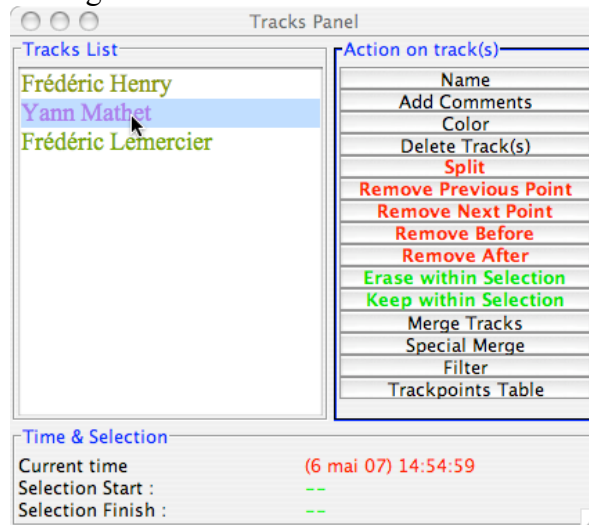 Tracks Panel
Tracks List
Frédéric Henry
Yann Mathet
Frédéric Lemercier
Action on track(s)
Name
Add Comments
Color
Delete Track(s)
Split
Remove Previous Point
Remove Next Point
Remove Before
Remove After
Erase within Selection
Keep within Selection
Merge Tracks
Special Merge
Filter
Trackpoints Table
Time & Selection
Current time (6 mai 07) 14:54:59
Selection Start : --
Selection Finish : --